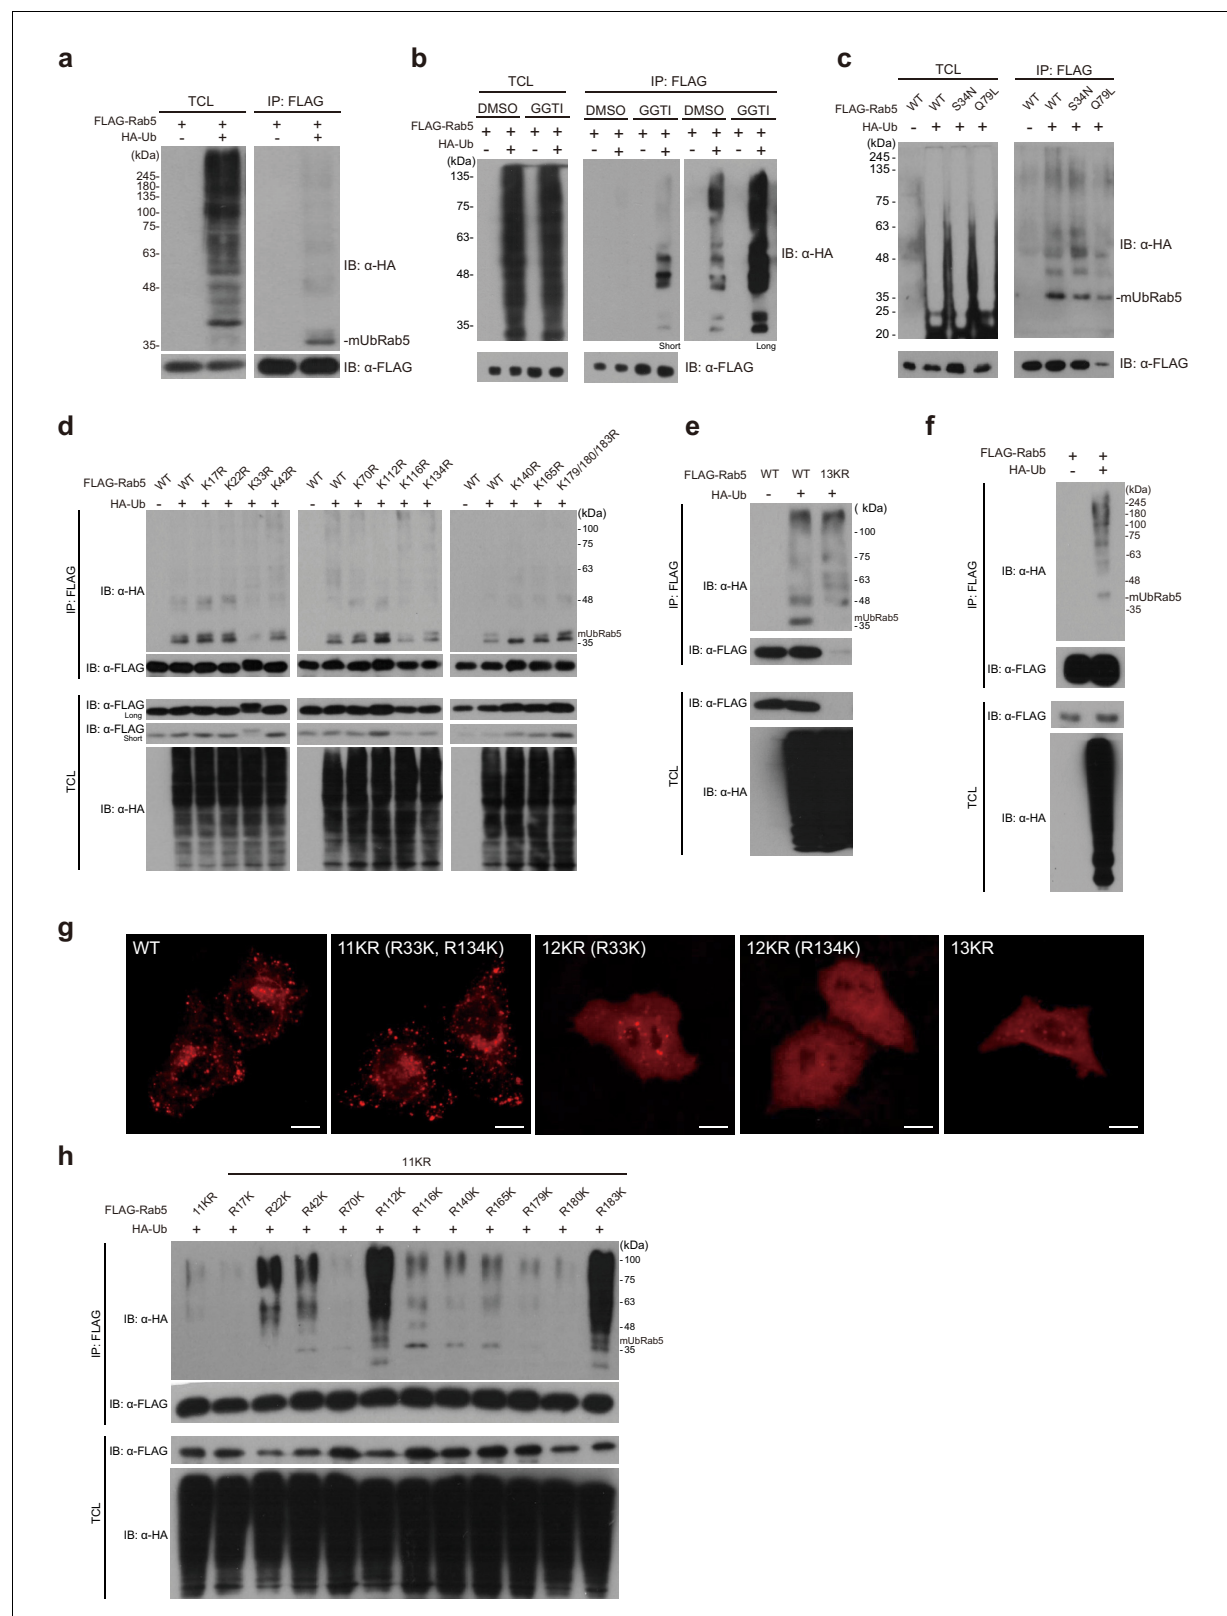 a
TCL IP: FLAG
FLAG-Rab5 + + + +
HA-Ub - + - +
(kDa)
245-
180-
135-
100-
75-
63-
48-
35-
IB: α-HA
-mUbRab5
IB: α-FLAG
b
TCL IP: FLAG
DMSO GGTI DMSO GGTI DMSO GGTI
FLAG-Rab5 + + + + + + + + + + + +
HA-Ub - + - + - + - + - + - +
(kDa)
135-
75-
63-
48-
35-
Short Long
IB: α-HA
IB: α-FLAG
c
TCL IP: FLAG
FLAG-Rab5 WT WT S34N Q79L WT WT S34N Q79L
HA-Ub - + + + - + + +
(kDa)
245-
135-
75-
63-
48-
35-
25-
20-
IB: α-HA
-mUbRab5
IB: α-FLAG
d
FLAG-Rab5 WT WT K17R K22R K33R K42R WT WT K70R K112R K116R K134R WT WT K140R K165R K179/180/183R
HA-Ub - + + + + + - + + + + + - + + + +
(kDa)
-100
-75
-63
-48
mUbRab5
-35
IP: FLAG
IB: α-HA
IB: α-FLAG
TCL
IB: α-FLAG
Long
IB: α-FLAG
Short
IB: α-HA
e
FLAG-Rab5 WT WT 13KR
HA-Ub - + +
( kDa)
-100
-75
-63
-48
mUbRab5
-35
IP: FLAG
IB: α-HA
IB: α-FLAG
TCL
IB: α-FLAG
IB: α-HA
f
FLAG-Rab5 + +
HA-Ub - +
(kDa)
-245
-180
-100
-75
-63
-48
-mUbRab5
-35
IP: FLAG
IB: α-HA
IB: α-FLAG
TCL
IB: α-FLAG
IB: α-HA
g
WT 11KR (R33K, R134K) 12KR (R33K) 12KR (R134K) 13KR
h
11KR
FLAG-Rab5 11KR R17K R22K R42K R70K R112K R116K R140K R165K R179K R180K R183K
HA-Ub + + + + + + + + + + + +
(kDa)
-100
-75
-63
-48
mUbRab5
-35
IP: FLAG
IB: α-HA
IB: α-FLAG
TCL
IB: α-FLAG
IB: α-HA